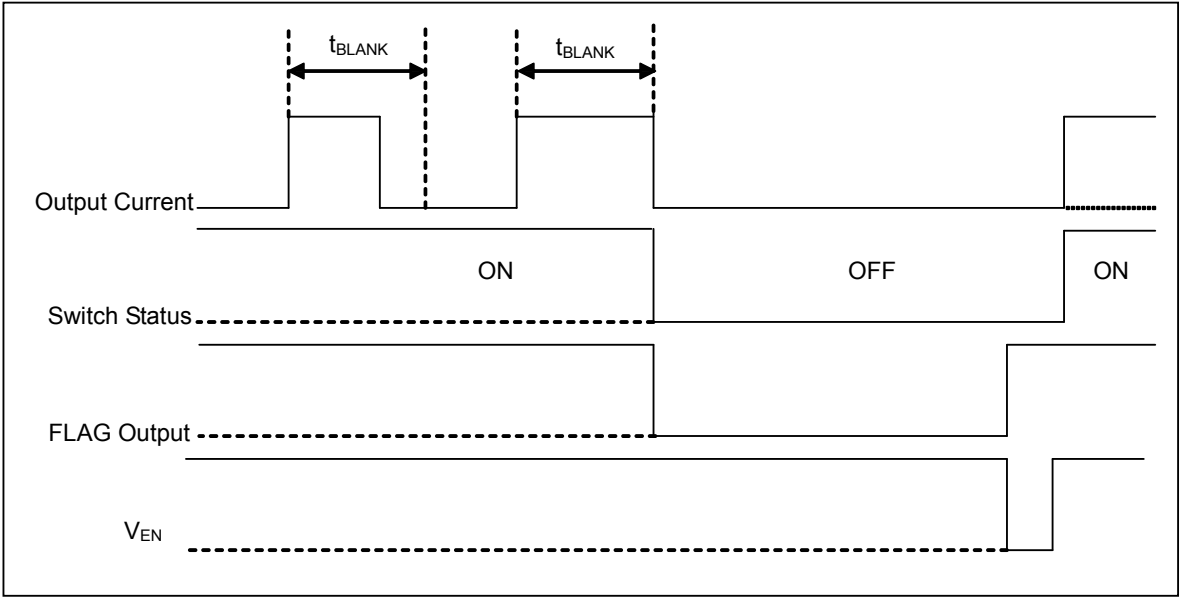 tBLANK
tBLANK
Output Current
ON
OFF
ON
Switch Status
FLAG Output
VEN